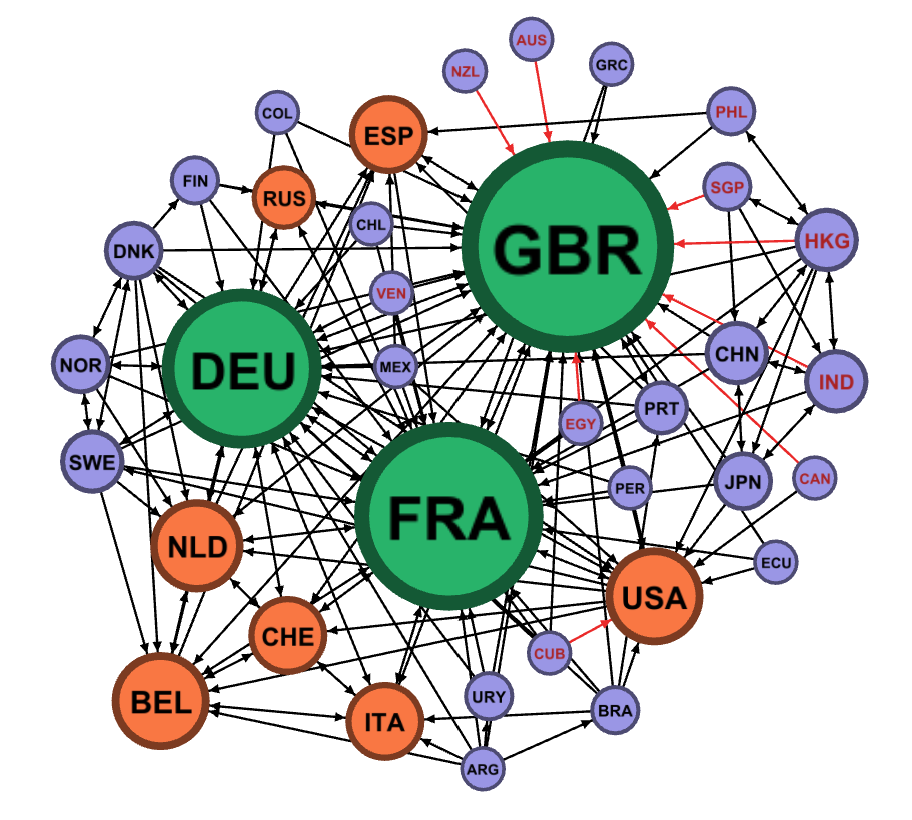 AUS
GRC
NZL
COL
PHL
ESP
FIN
RUS
SGP
CHL
DNK
HKG
GBR
VEN
CHN
NOR
DEU
MEX
IND
PRT
EGY
SWE
CAN
JPN
PER
FRA
NLD
ECU
USA
CHE
CUB
URY
BEL
BRA
ITA
ARG